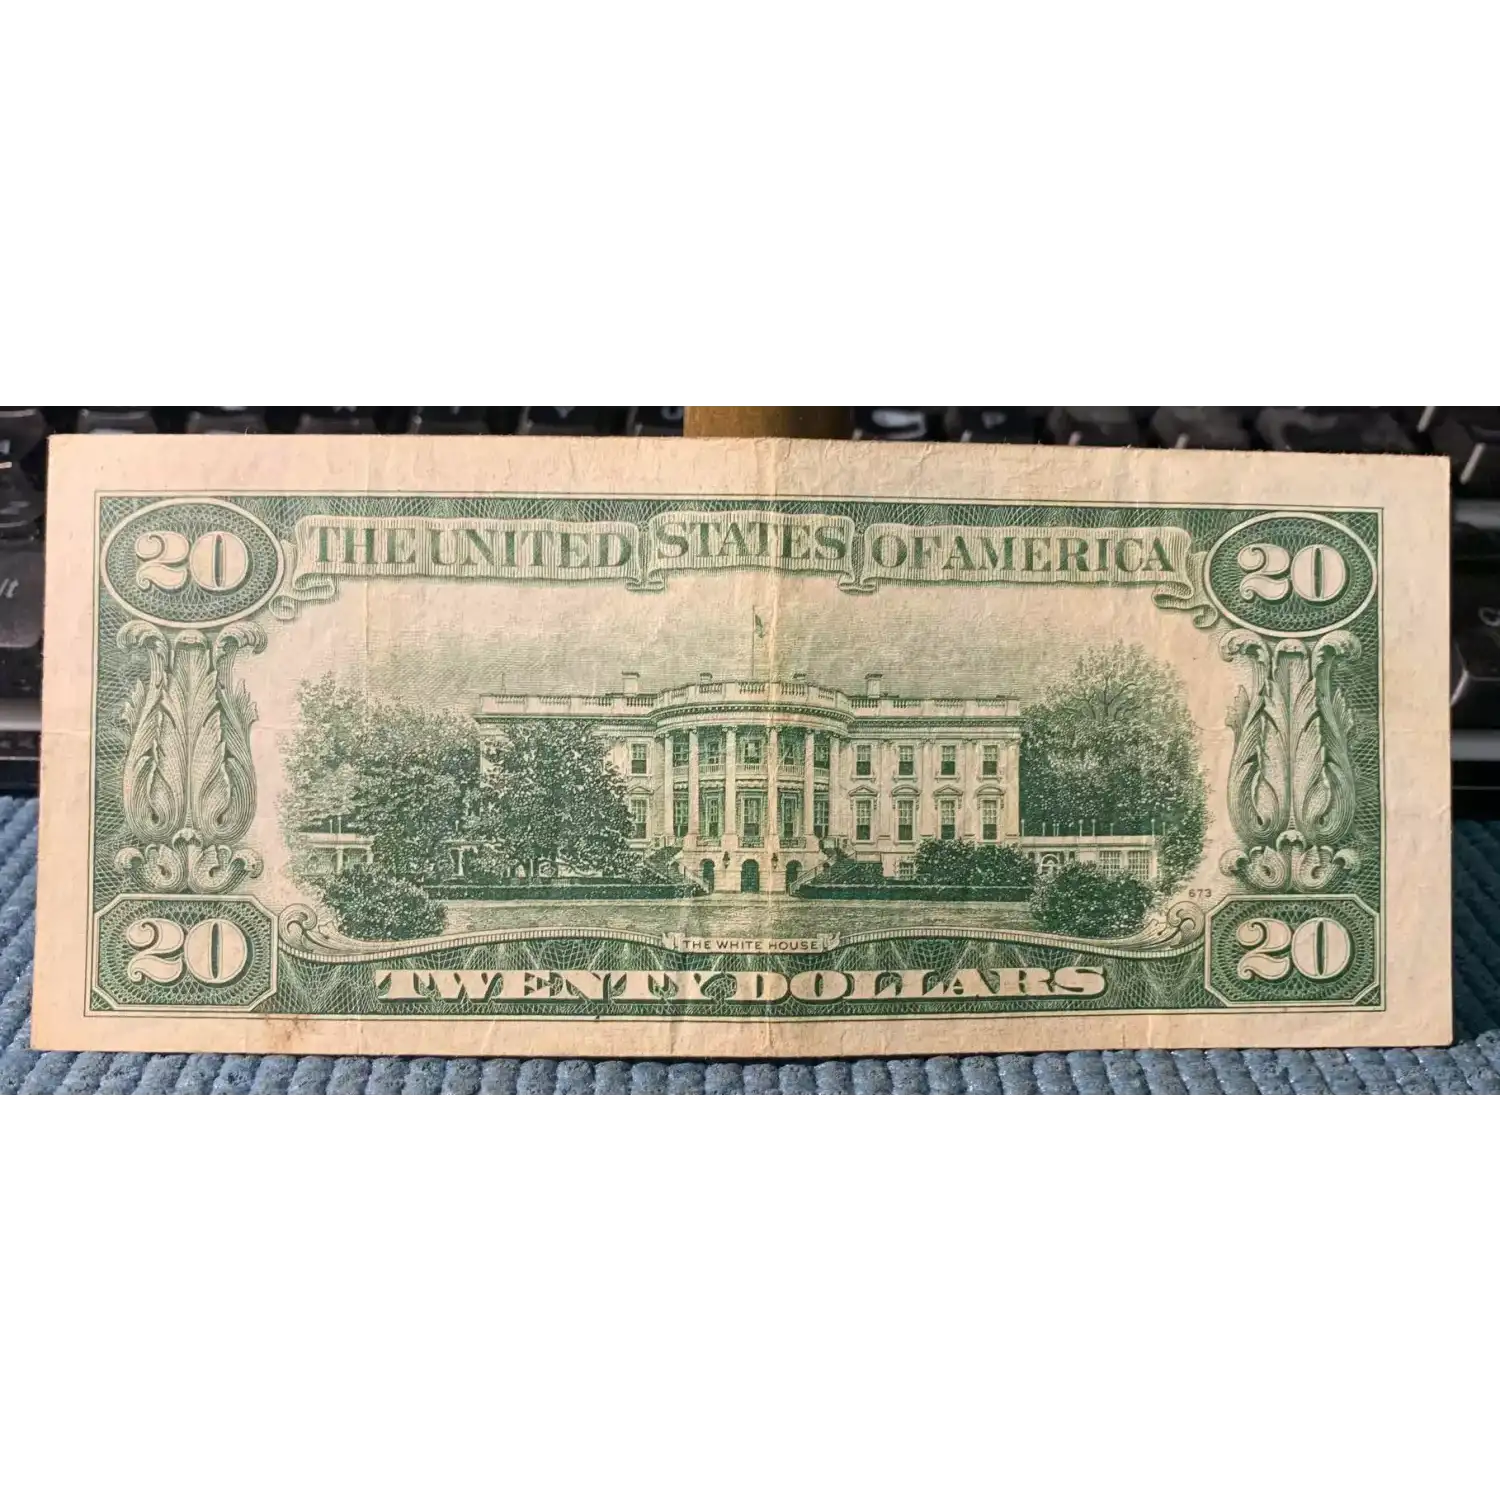 20 THE UNITED STATES OF AMERICA 20
673
THE WHITE HOUSE
20 TWENTY DOLLARS 20